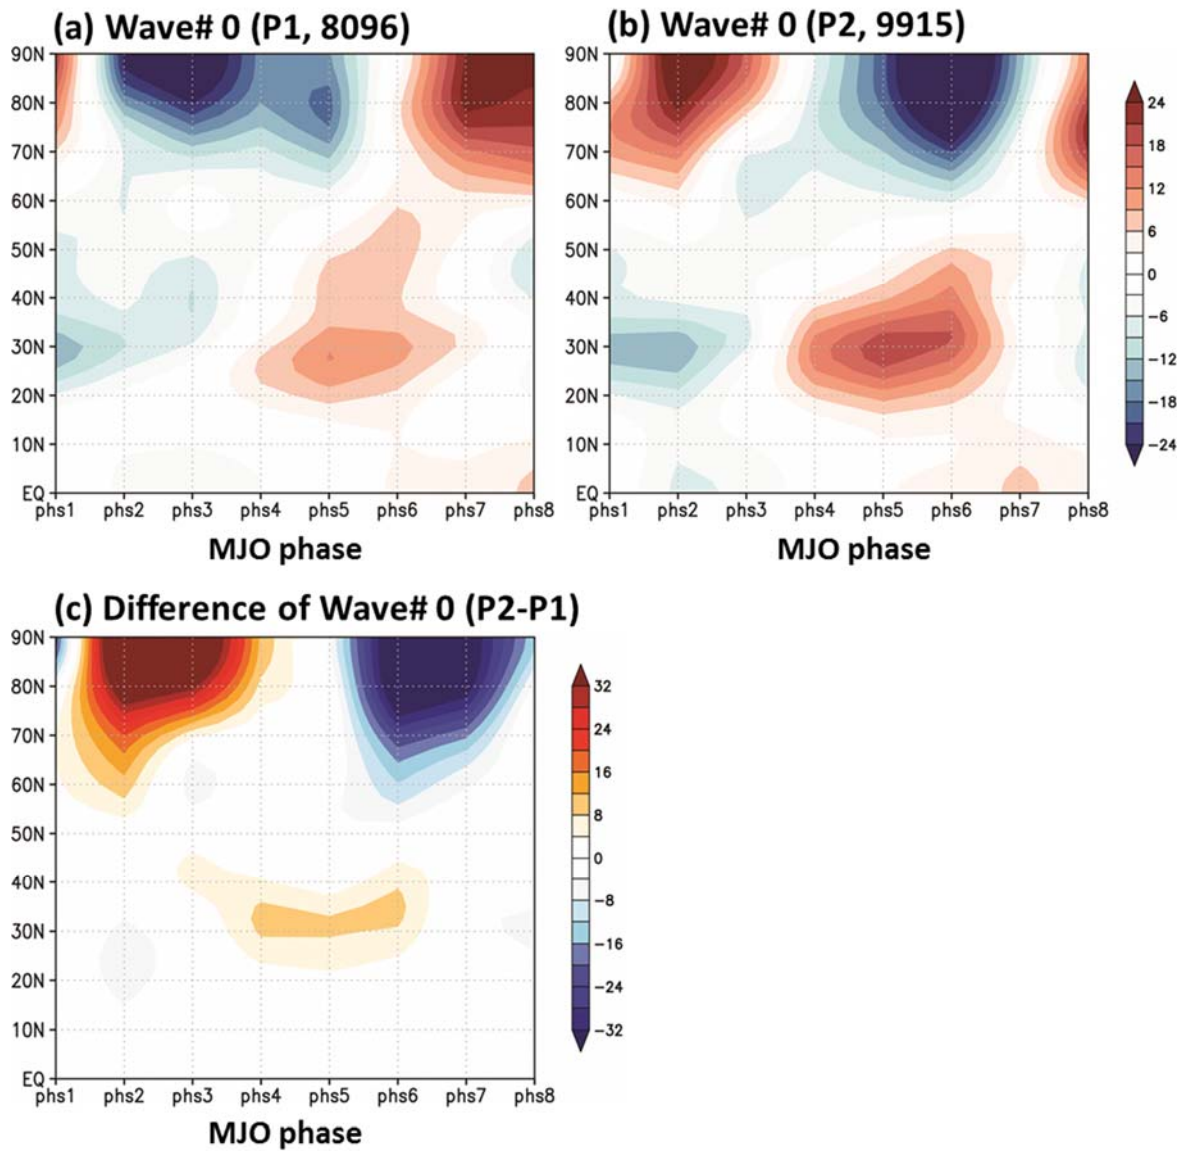 (a) Wave# 0 (P1, 8096)
90N
80N
70N
60N
50N
40N
30N
20N
10N
EQ
phs1 phs2 phs3 phs4 phs5 phs6 phs7 phs8
MJO phase
(b) Wave# 0 (P2, 9915)
90N
80N
70N
60N
50N
40N
30N
20N
10N
EQ
phs1 phs2 phs3 phs4 phs5 phs6 phs7 phs8
MJO phase
24
18
12
6
0
−6
−12
−18
−24
(c) Difference of Wave# 0 (P2-P1)
90N
80N
70N
60N
50N
40N
30N
20N
10N
EQ
phs1 phs2 phs3 phs4 phs5 phs6 phs7 phs8
MJO phase
32
24
16
8
0
−8
−16
−24
−32